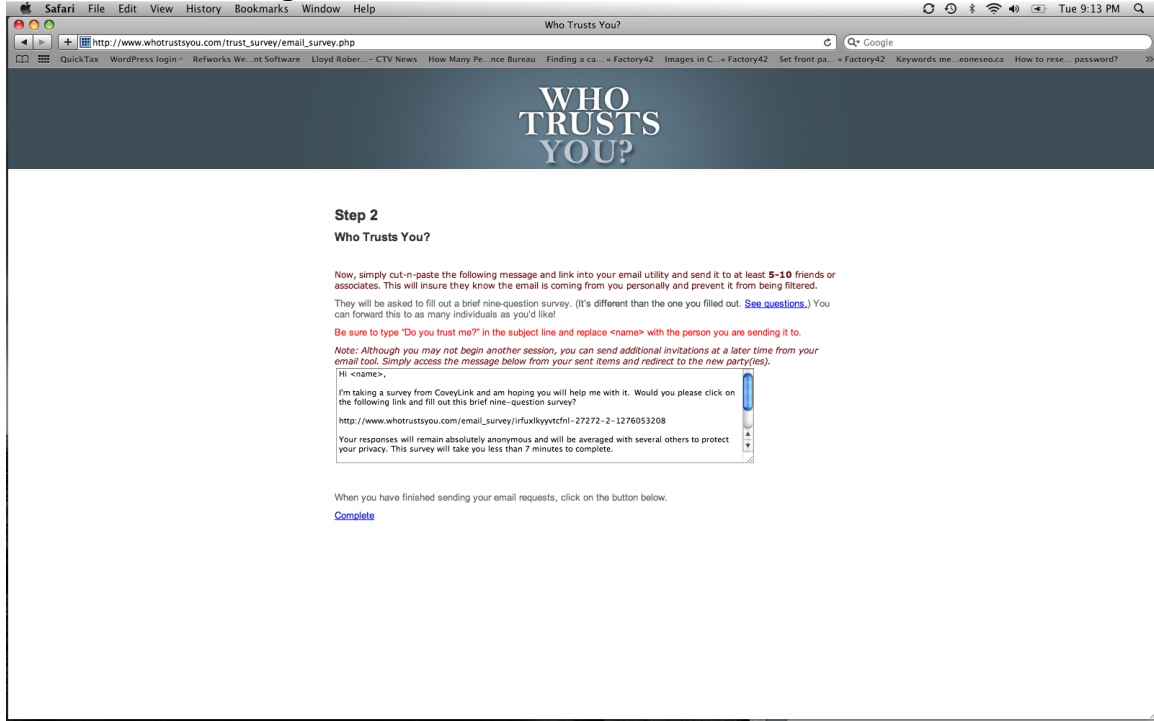 Safari File Edit View History Bookmarks Window Help Tue 9:13 PM
Who Trusts You?
http://www.whotrustsyou.com/trust_survey/email_survey.php Google
QuickTax WordPress login Refworks We...nt Software Lloyd Rober...- CTV News How Many Pe...nce Bureau Finding a ca... « Factory42 Images in C...« Factory42 Set front pa... « Factory42 Keywords me...eoneseo.ca How to rese... password? »
WHO
TRUSTS
YOU?
Step 2
Who Trusts You?
Now, simply cut-n-paste the following message and link into your email utility and send it to at least 5-10 friends or
associates. This will insure they know the email is coming from you personally and prevent it from being filtered.
They will be asked to fill out a brief nine-question survey. (It's different than the one you filled out. See questions.) You
can forward this to as many individuals as you'd like!
Be sure to type "Do you trust me?" in the subject line and replace <name> with the person you are sending it to.
Note: Although you may not begin another session, you can send additional invitations at a later time from your
email tool. Simply access the message below from your sent items and redirect to the new party(ies).
Hi <name>,
I'm taking a survey from CoveyLink and am hoping you will help me with it. Would you please click on
the following link and fill out this brief nine-question survey?
http://www.whotrustsyou.com/email_survey/irfuxlkyyvtcfnl-27272-2-1276053208
Your responses will remain absolutely anonymous and will be averaged with several others to protect
your privacy. This survey will take you less than 7 minutes to complete.
When you have finished sending your email requests, click on the button below.
Complete